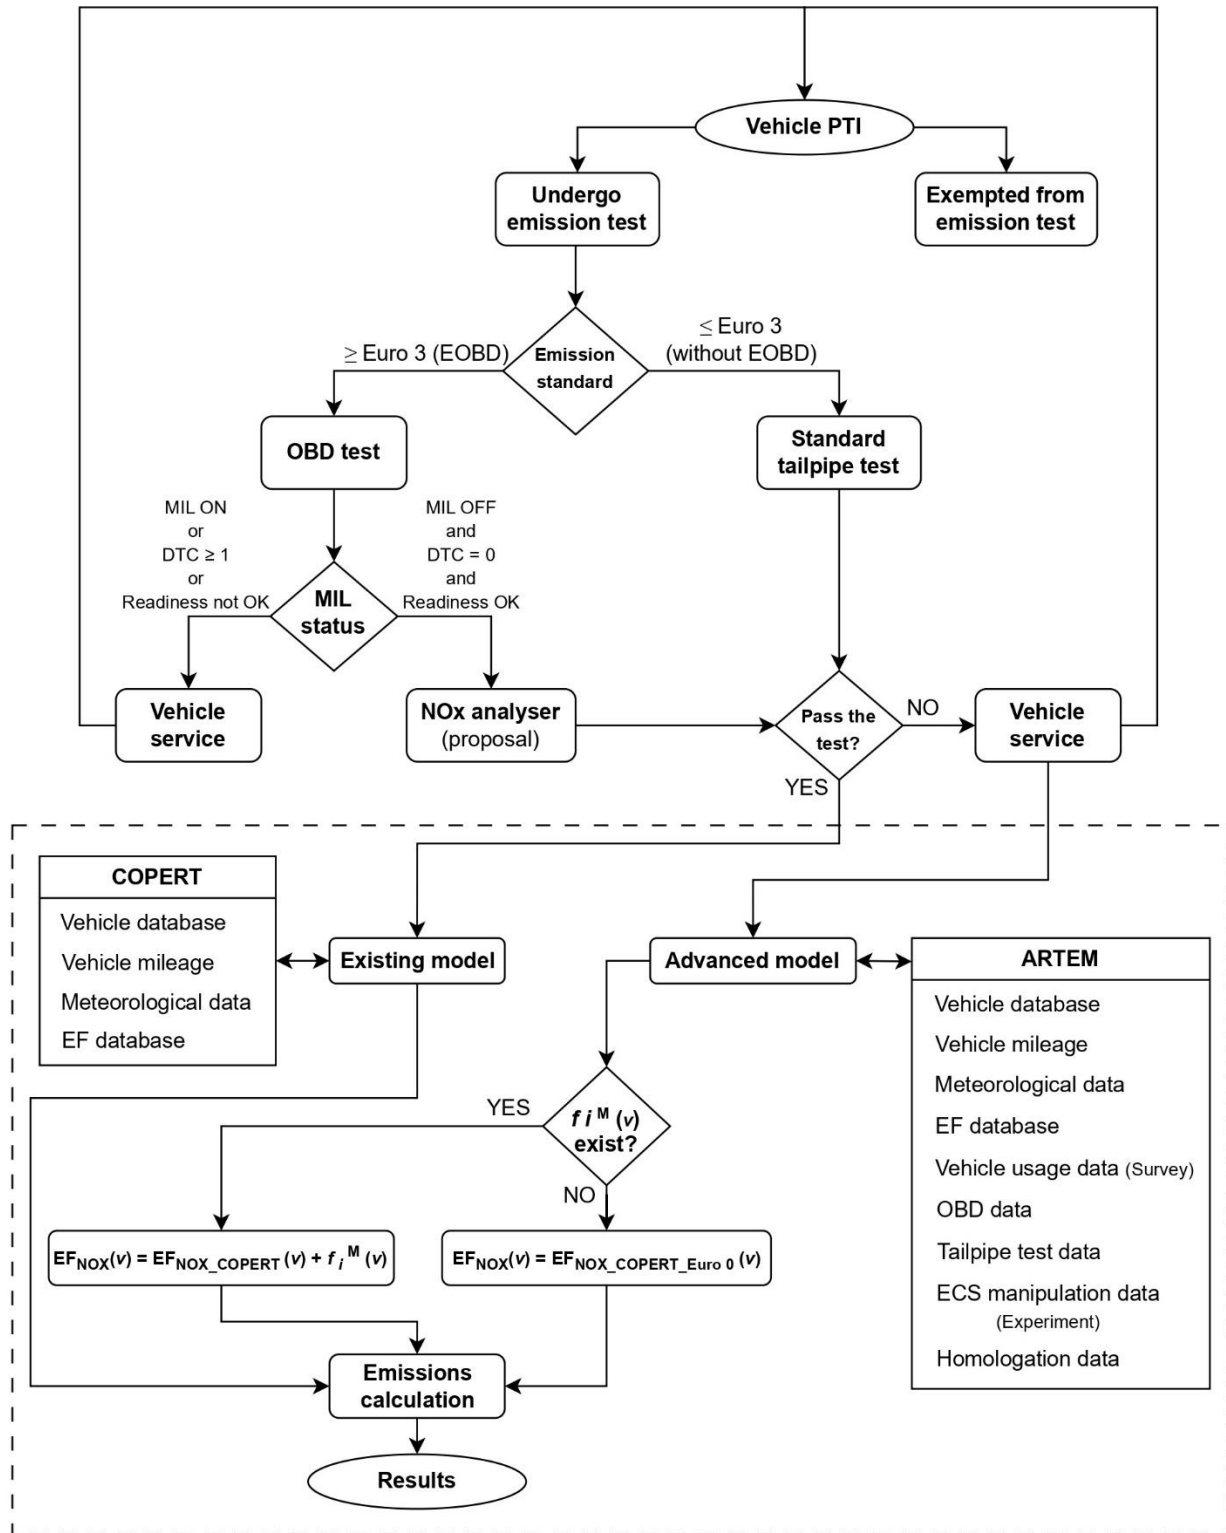 Vehicle PTI
Undergo
emission test
Exempted from
emission test
≥ Euro 3 (EOBD)
Emission
standard
≤ Euro 3
(without EOBD)
OBD test
Standard
tailpipe test
MIL ON
or
DTC ≥ 1
or
Readiness not OK
MIL OFF
and
DTC = 0
and
Readiness OK
MIL
status
Vehicle
service
NOx analyser
(proposal)
Pass the
test?
NO
YES
Vehicle
service
COPERT
Vehicle database
Vehicle mileage
Meteorological data
EF database
Existing model
Advanced model
ARTEM
Vehicle database
Vehicle mileage
Meteorological data
EF database
Vehicle usage data (Survey)
OBD data
Tailpipe test data
ECS manipulation data
(Experiment)
Homologation data
YES
f i M (v)
exist?
NO
EFNOX(v) = EFNOX_COPERT (v) + f i M (v)
EFNOX(v) = EFNOX_COPERT_Euro 0 (v)
Emissions
calculation
Results